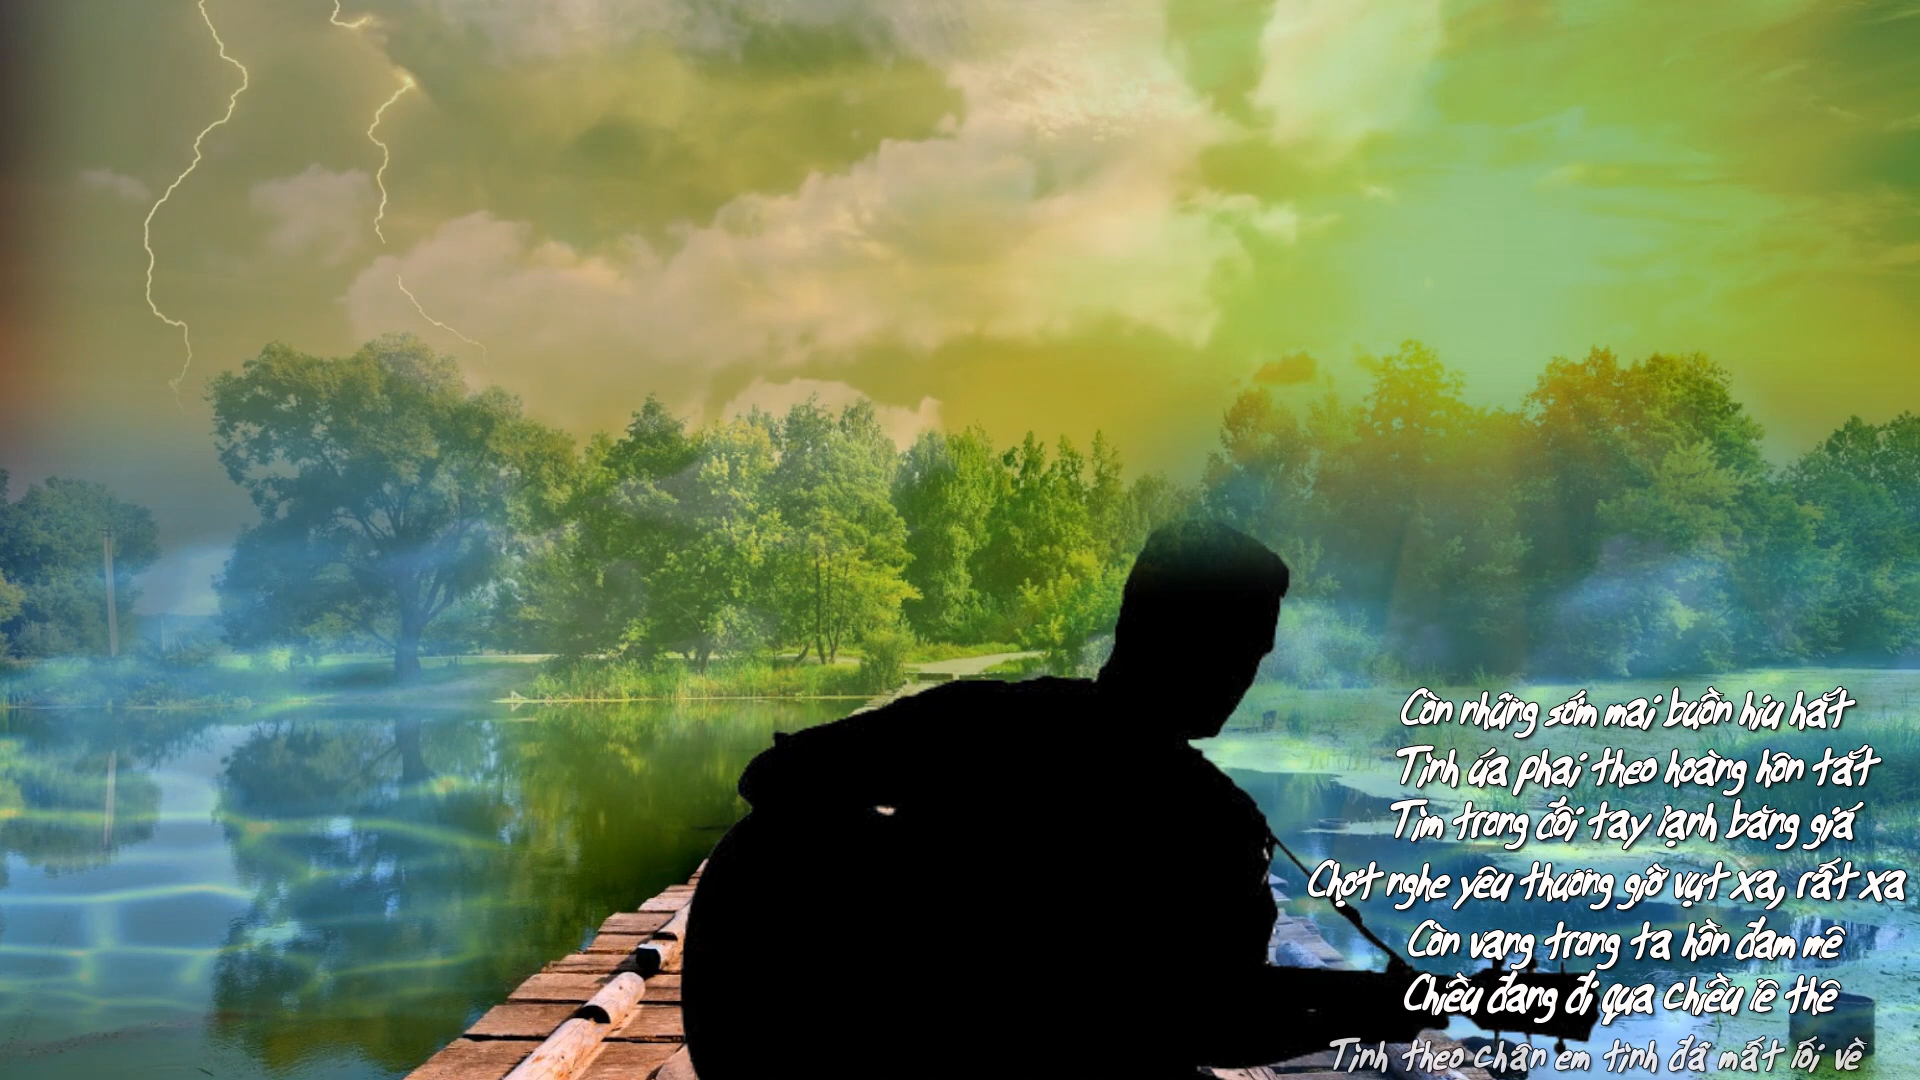 Còn những sớm mai buồn hiu hắt
Tình úa phai theo hoàng hôn tắt
Tìm trong đôi tay lạnh băng giá
Chợt nghe yêu thương giờ vụt xa, rất xa
Còn vang trong ta hồn đam mê
Chiều đang đi qua chiều lê thê
Tình theo chân em tình đã mất lối về